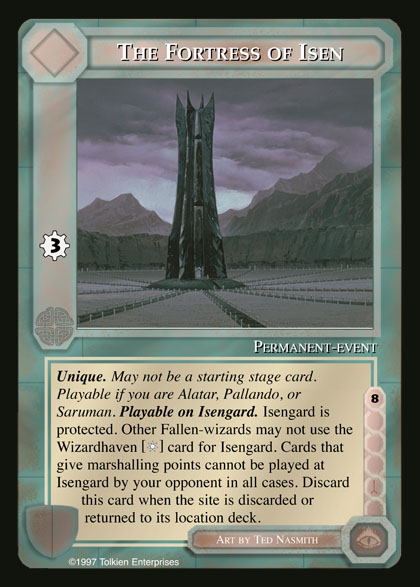 The Fortress of Isen
3
Permanent-event
Unique. May not be a starting stage card.
Playable if you are Alatar, Pallando, or
Saruman. Playable on Isengard. Isengard is
protected. Other Fallen-wizards may not use the
Wizardhaven [☼] card for Isengard. Cards that
give marshalling points cannot be played at
Isengard by your opponent in all cases. Discard
this card when the site is discarded or
returned to its location deck.
8
Art by Ted Nasmith
©1997 Tolkien Enterprises